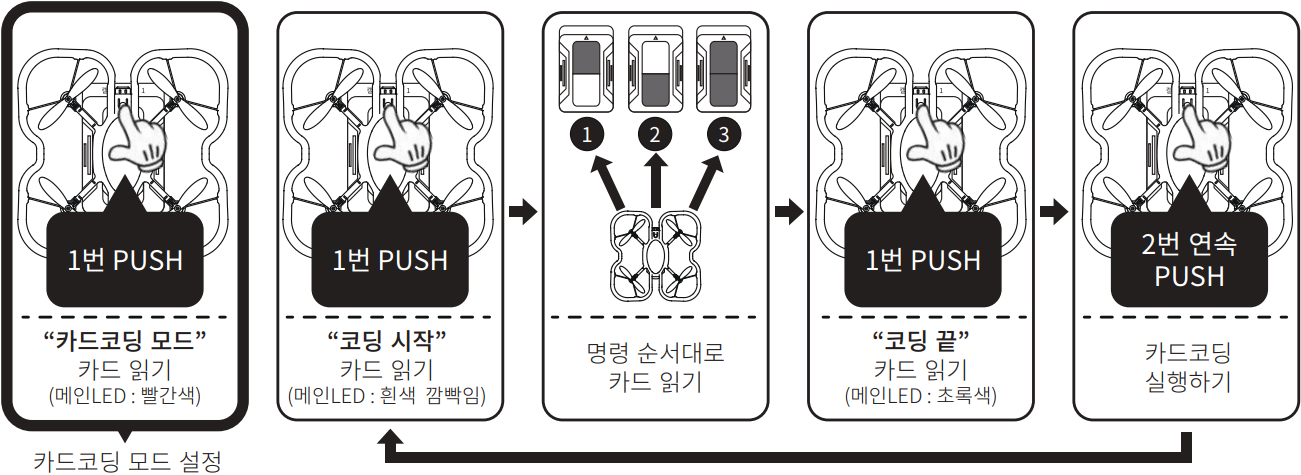 1번 PUSH
“카드코딩 모드”
카드 읽기
(메인LED : 빨간색)
카드코딩 모드 설정
1번 PUSH
“코딩 시작”
카드 읽기
(메인LED : 흰색 깜빡임)
1
2
3
명령 순서대로
카드 읽기
1번 PUSH
“코딩 끝”
카드 읽기
(메인LED : 초록색)
2번 연속
PUSH
카드코딩
실행하기